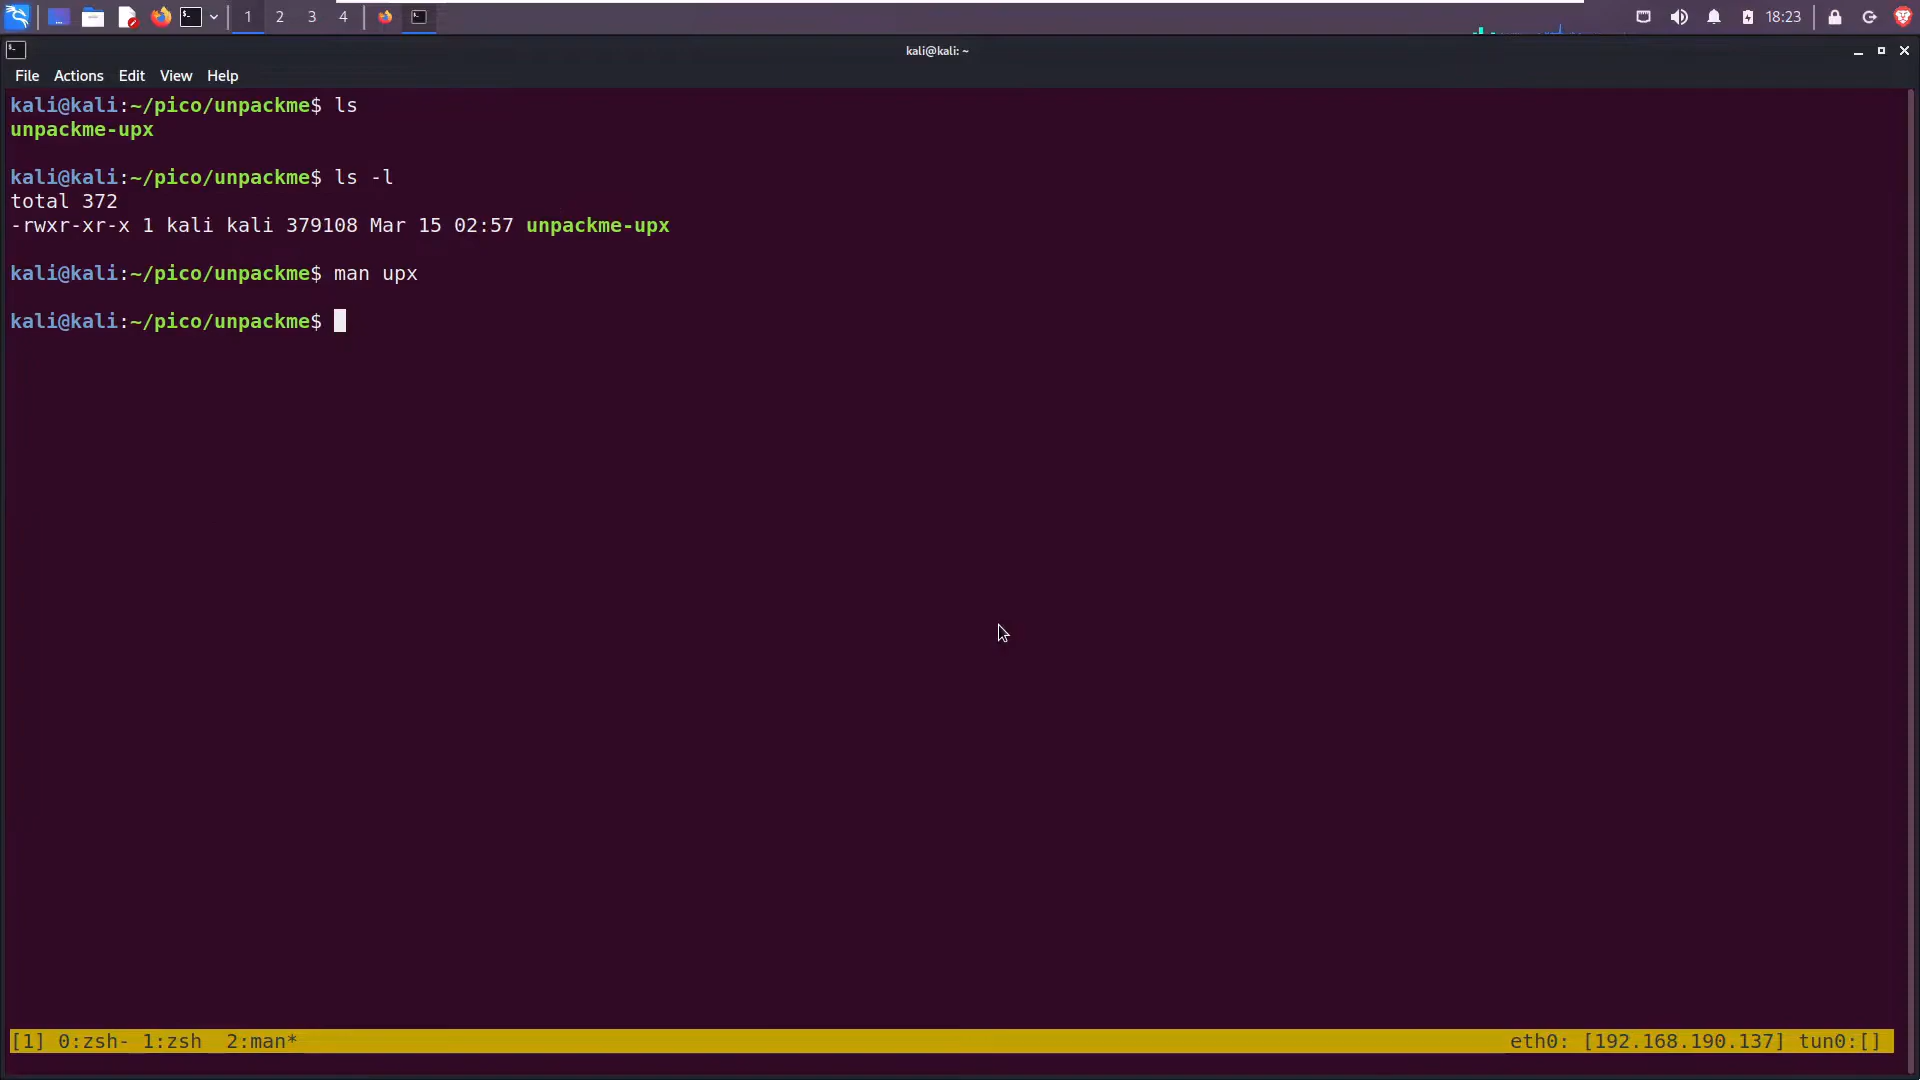 1 2 3 4 18:23
kali@kali: ~
File Actions Edit View Help
kali@kali:~/pico/unpackme$ ls
unpackme-upx
kali@kali:~/pico/unpackme$ ls -l
total 372
-rwxr-xr-x 1 kali kali 379108 Mar 15 02:57 unpackme-upx
kali@kali:~/pico/unpackme$ man upx
kali@kali:~/pico/unpackme$
[1] 0:zsh- 1:zsh  2:man* eth0: [192.168.190.137] tun0:[]